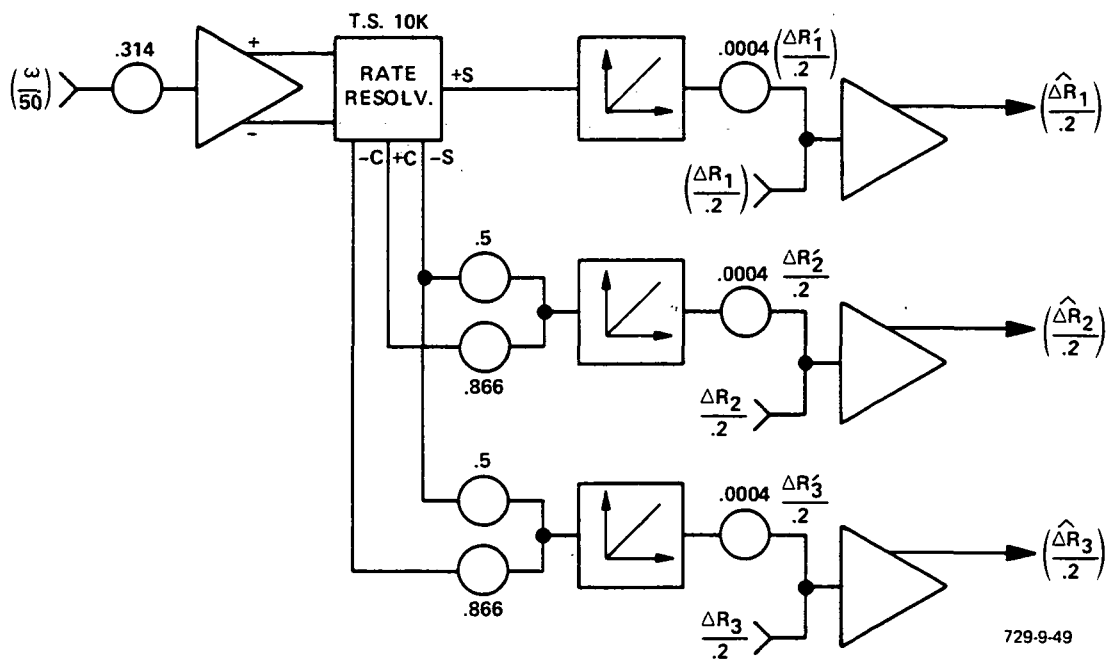 T.S. 10K
.314
(ω/50)
+
-
RATE
RESOLV.
+S
-C +C -S
.0004 (ΔR′1/.2)
(ΔR1/.2)
(ΔR̂1/.2)
.5
.866
.0004 ΔR′2/.2
ΔR2/.2
(ΔR̂2/.2)
.5
.866
.0004 ΔR′3/.2
ΔR3/.2
(ΔR̂3/.2)
729-9-49